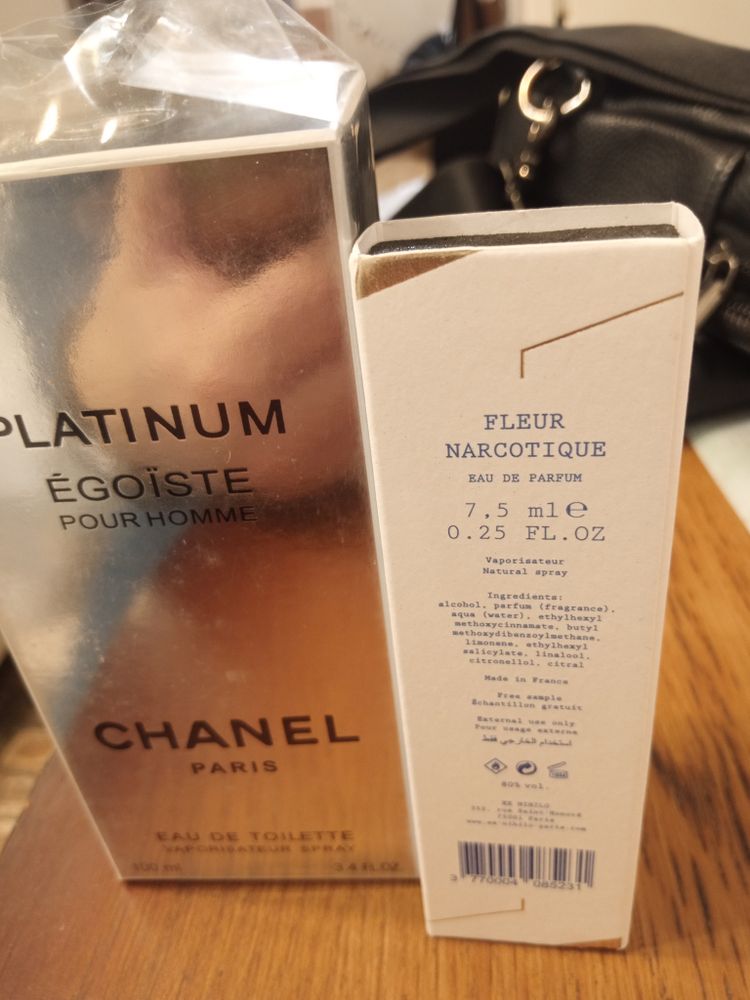 PLATINUM
ÉGOÏSTE
POUR HOMME
CHANEL
PARIS
EAU DE TOILETTE
VAPORISATEUR SPRAY
100 ml 3.4 FL.OZ
FLEUR
NARCOTIQUE
EAU DE PARFUM
7,5 ml e
0.25 FL.OZ
Vaporisateur
Natural spray
Ingredients:
alcohol, parfum (fragrance),
aqua (water), ethylhexyl
methoxycinnamate, butyl
methoxydibenzoylmethane,
limonene, ethylhexyl
salicylate, linalool,
citronellol, citral
Made in France
Free sample
Échantillon gratuit
External use only
Pour usage externe
استخدام الخارجي فقط
80% vol.
EX NIHILO
352, rue Saint-Honoré
75001 Paris
www.ex-nihilo-paris.com
3 770004 085231